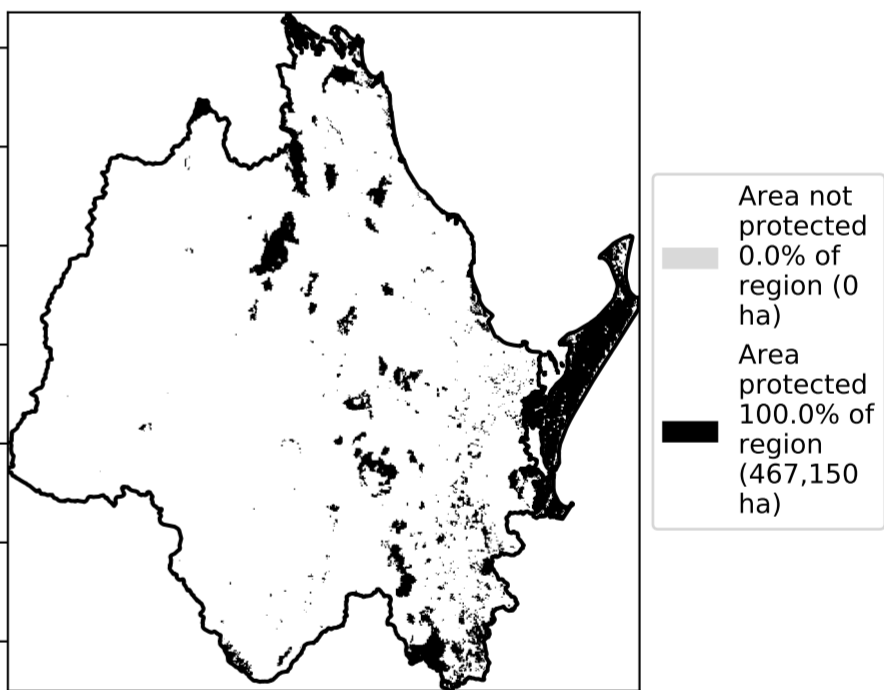 Area not
protected
0.0% of
region (0
ha)
Area
protected
100.0% of
region
(467,150
ha)